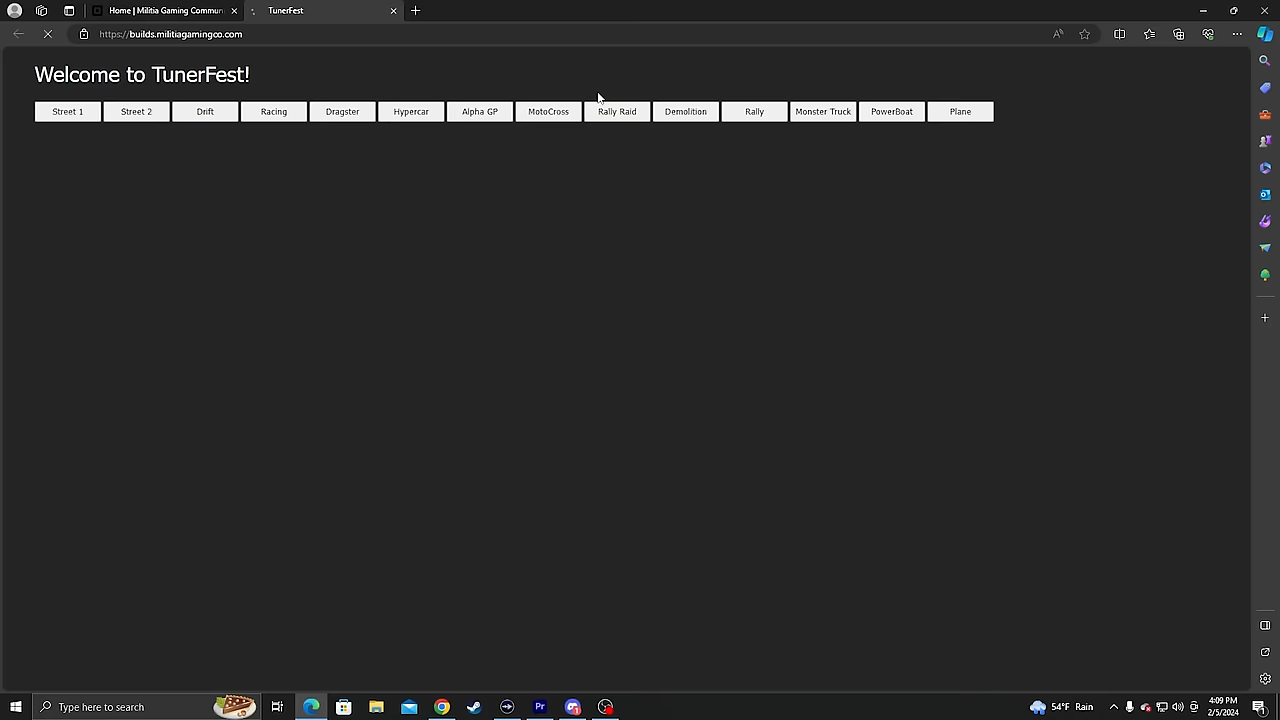 Home | Militia Gaming Commun
TunerFest
https://builds.militiagamingco.com
Welcome to TunerFest!
Street 1
Street 2
Drift
Racing
Dragster
Hypercar
Alpha GP
MotoCross
Rally Raid
Demolition
Rally
Monster Truck
PowerBoat
Plane
Type here to search
Pr
54°F Rain
4:09 PM
2/5/2024